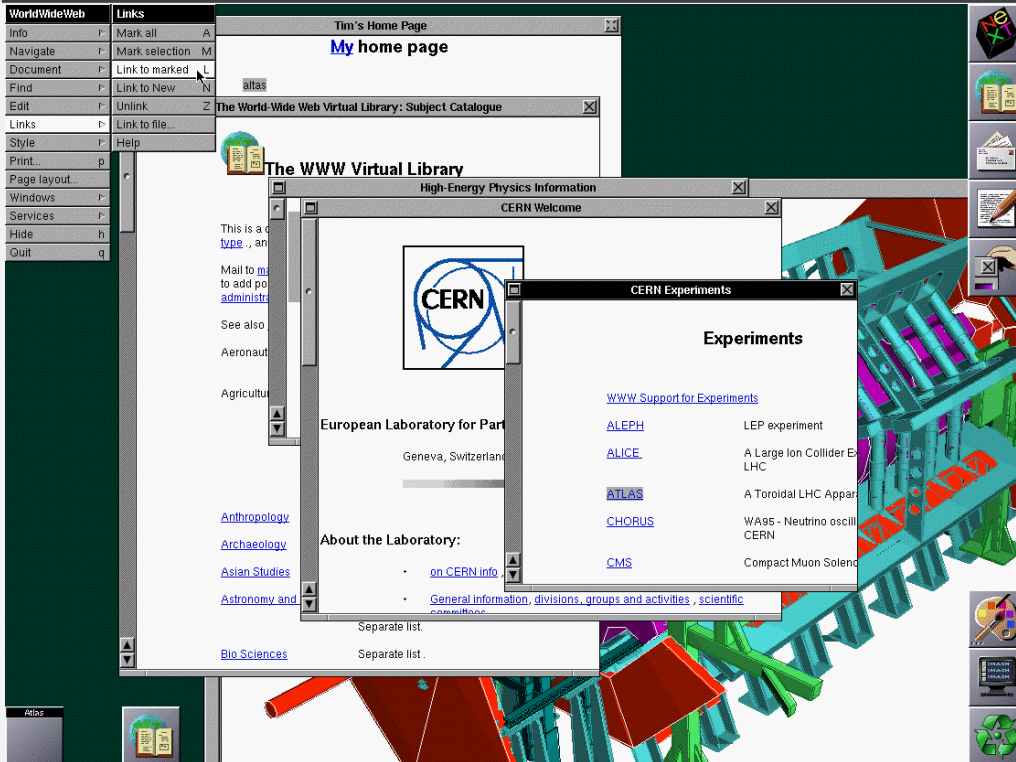 WorldWideWeb
Info
Navigate
Document
Find
Edit
Links
Style
Print... p
Page layout...
Windows
Services
Hide h
Quit q
Links
Mark all A
Mark selection M
Link to marked L
Link to New N
Unlink Z
Link to file...
Help
Tim's Home Page
My home page
altas
The World-Wide Web Virtual Library: Subject Catalogue
The WWW Virtual Library
This is a
type ., an
Mail to
to add po
administra
See also
Aeronaut
Agricultu
Anthropology
Archaeology
Asian Studies
Astronomy and
Separate list.
Bio Sciences Separate list .
High-Energy Physics Information
CERN Welcome
CERN
European Laboratory for Part
Geneva, Switzerland
About the Laboratory:
• on CERN info ,
• General information, divisions, groups and activities , scientific
committees
CERN Experiments
Experiments
WWW Support for Experiments
ALEPH LEP experiment
ALICE A Large Ion Collider Ex
LHC
ATLAS A Toroidal LHC Appar
CHORUS WA95 - Neutrino oscill
CERN
CMS Compact Muon Soleno
NeXT
Atlas